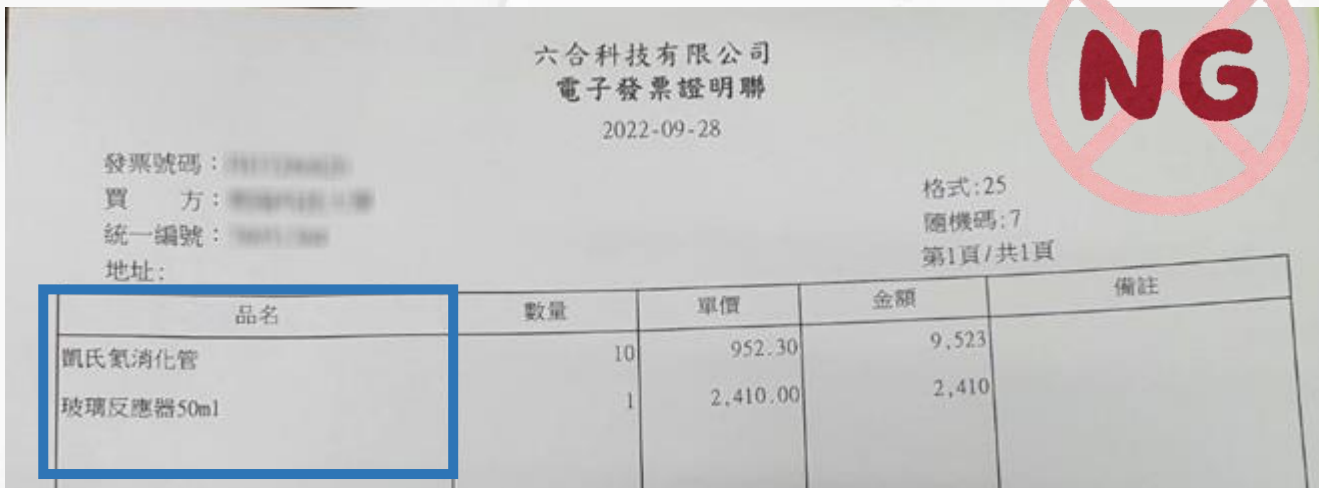 NG
六合科技有限公司
電子發票證明聯
2022-09-28
發票號碼：
買 方：
統一編號：
地址：
格式:25
隨機碼:7
第1頁/共1頁
品名 數量 單價 金額 備註
凱氏氮消化管 10 952.30 9,523
玻璃反應器50ml 1 2,410.00 2,410